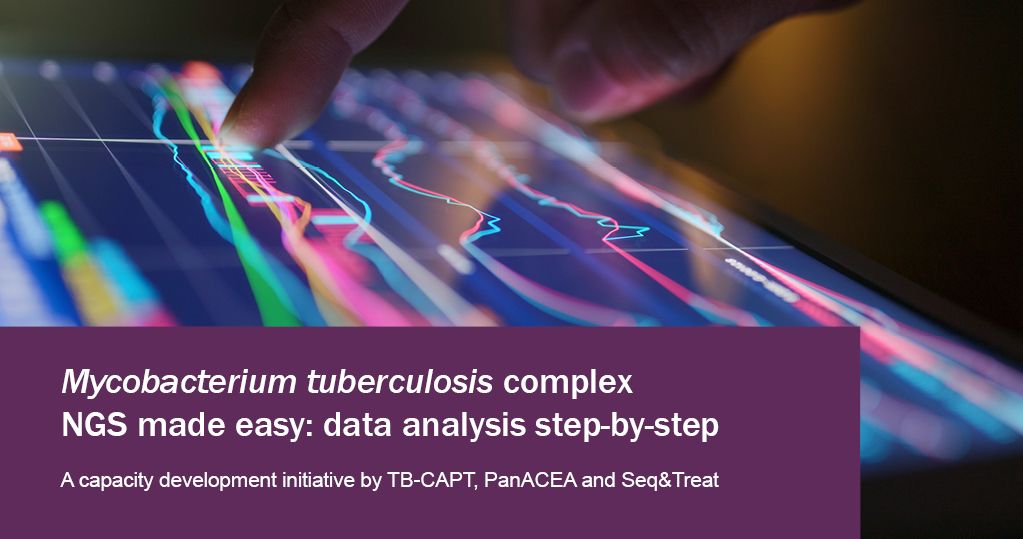 Mycobacterium tuberculosis complex
NGS made easy: data analysis step-by-step
A capacity development initiative by TB-CAPT, PanACEA and Seq&Treat